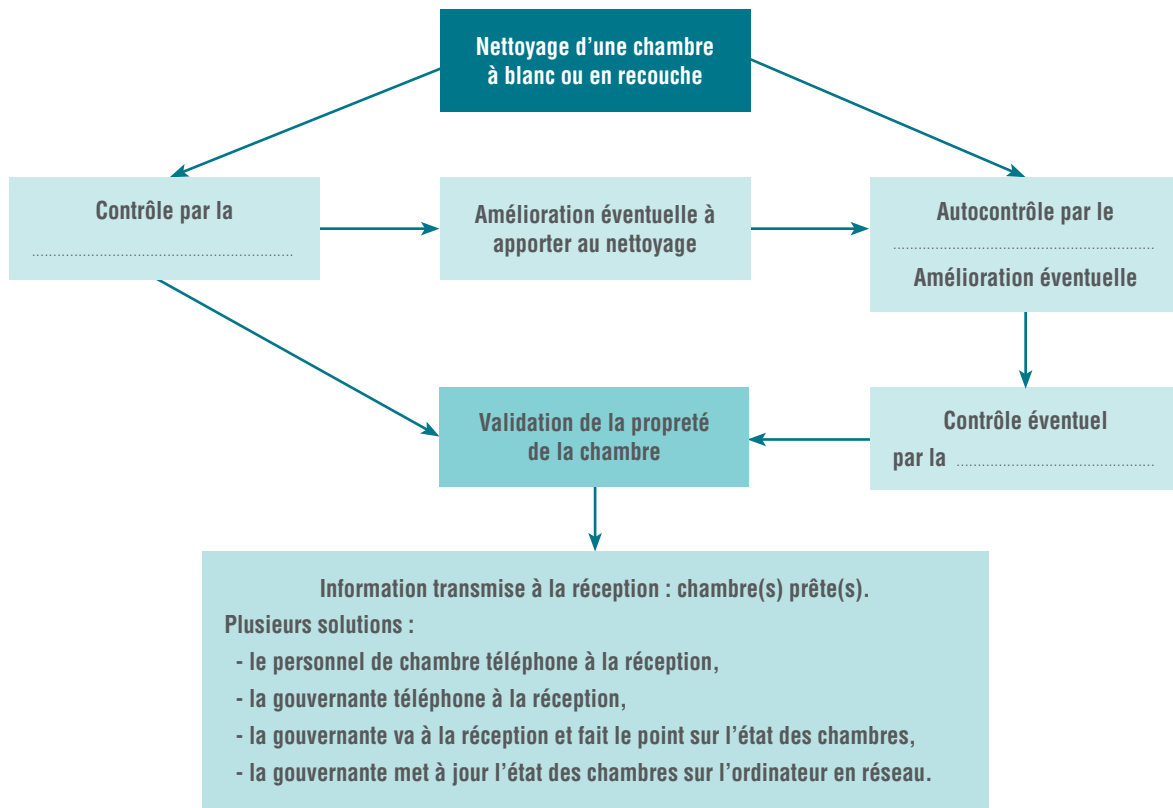 Nettoyage d’une chambre
à blanc ou en recouche
Contrôle par la
Amélioration éventuelle à
apporter au nettoyage
Autocontrôle par le
Amélioration éventuelle
Contrôle éventuel
par la
Validation de la propreté
de la chambre
Information transmise à la réception : chambre(s) prête(s).
Plusieurs solutions :
- le personnel de chambre téléphone à la réception,
- la gouvernante téléphone à la réception,
- la gouvernante va à la réception et fait le point sur l’état des chambres,
- la gouvernante met à jour l’état des chambres sur l’ordinateur en réseau.